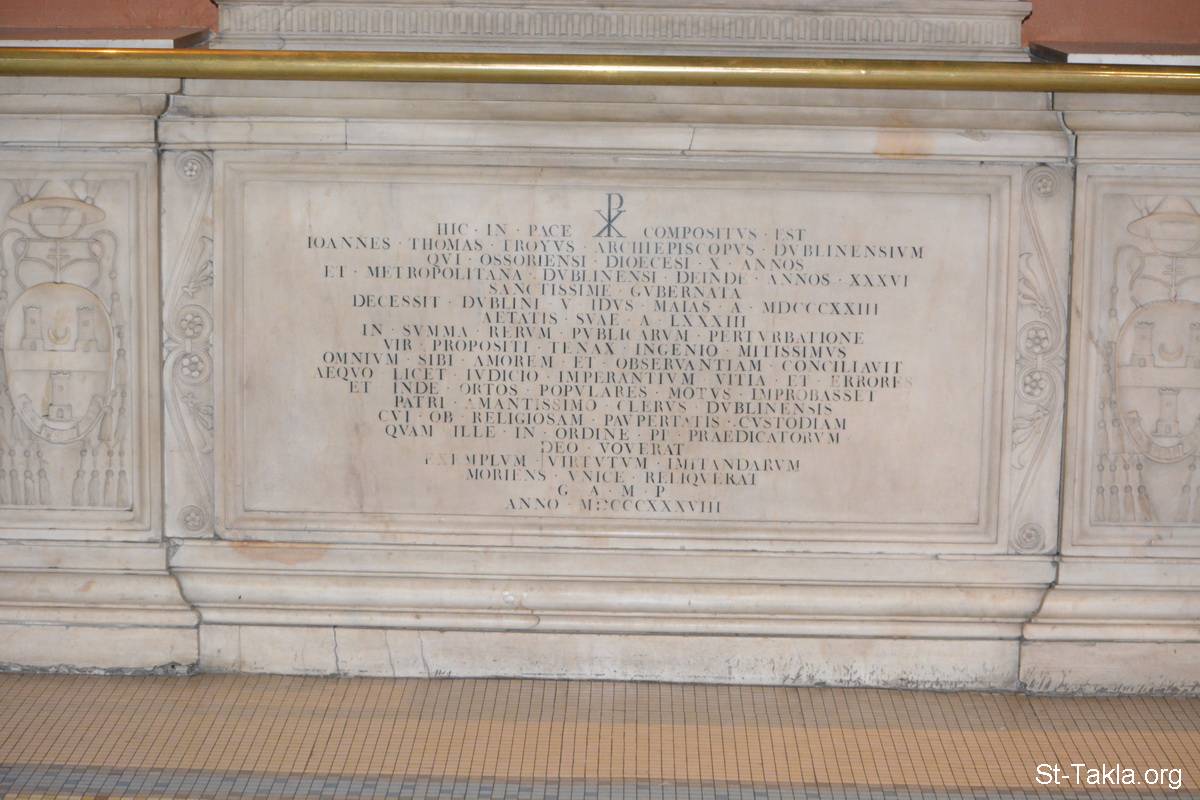 HIC · IN · PACE ☧ COMPOSITVS · EST
IOANNES · THOMAS · TROYVS · ARCHIEPISCOPVS · DVBLINENSIVM
QVI · OSSORIENSI · DIOECESI · X · ANNOS
ET · METROPOLITANA · DVBLINENSI · DEINDE · ANNOS · XXXVI
SANCTISSIME · GVBERNATA
DECESSIT · DVBLINI · V · IDVS · MAIAS · A · MDCCCXXIII
AETATIS · SVAE · A · LXXXIII
IN · SVMMA · RERVM · PVBLICARVM · PERTVRBATIONE
VIR · PROPOSITI · TENAX · INGENIO · MITISSIMVS
OMNIVM · SIBI · AMOREM · ET · OBSERVANTIAM · CONCILIAVIT
AEQVO · LICET · IVDICIO · IMPERANTIVM · VITIA · ET · ERRORES
ET · INDE · ORTOS · POPVLARES · MOTVS · IMPROBASSET
PATRI · AMANTISSIMO · CLERVS · DVBLINENSIS
CVI · OB · RELIGIOSAM · PAVPERTATIS · CVSTODIAM
QVAM · ILLE · IN · ORDINE · PP · PRAEDICATORVM
DEO · VOVERAT
EXEMPLVM · VIRTVTVM · IMITANDARVM
MORIENS · VNICE · RELIQVERAT
G · A · M · P
ANNO · MDCCCXXXVIII
St-Takla.org